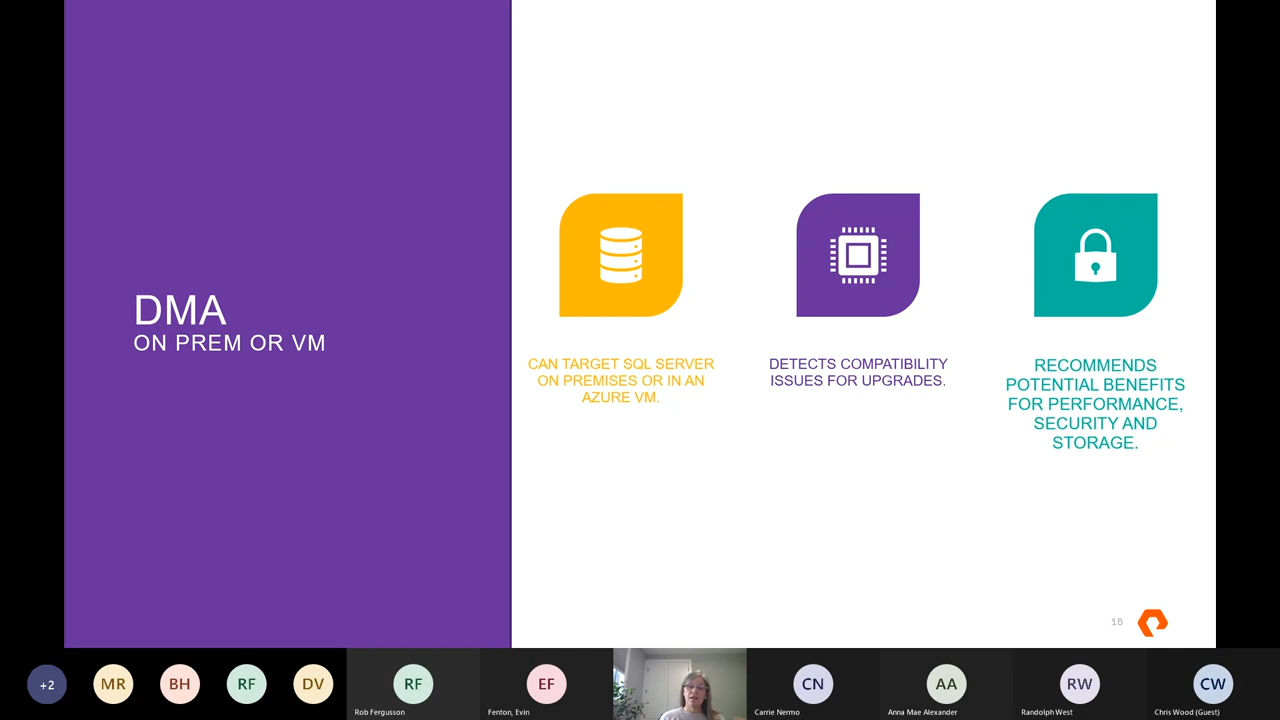 DMA
ON PREM OR VM
CAN TARGET SQL SERVER
ON PREMISES OR IN AN
AZURE VM.
DETECTS COMPATIBILITY
ISSUES FOR UPGRADES.
RECOMMENDS
POTENTIAL BENEFITS
FOR PERFORMANCE,
SECURITY AND
STORAGE.
15
+2
MR
BH
RF
DV
RF
Rob Fergusson
EF
Fenton, Evin
CN
Carrie Nermo
AA
Anna Mae Alexander
RW
Randolph West
CW
Chris Wood (Guest)